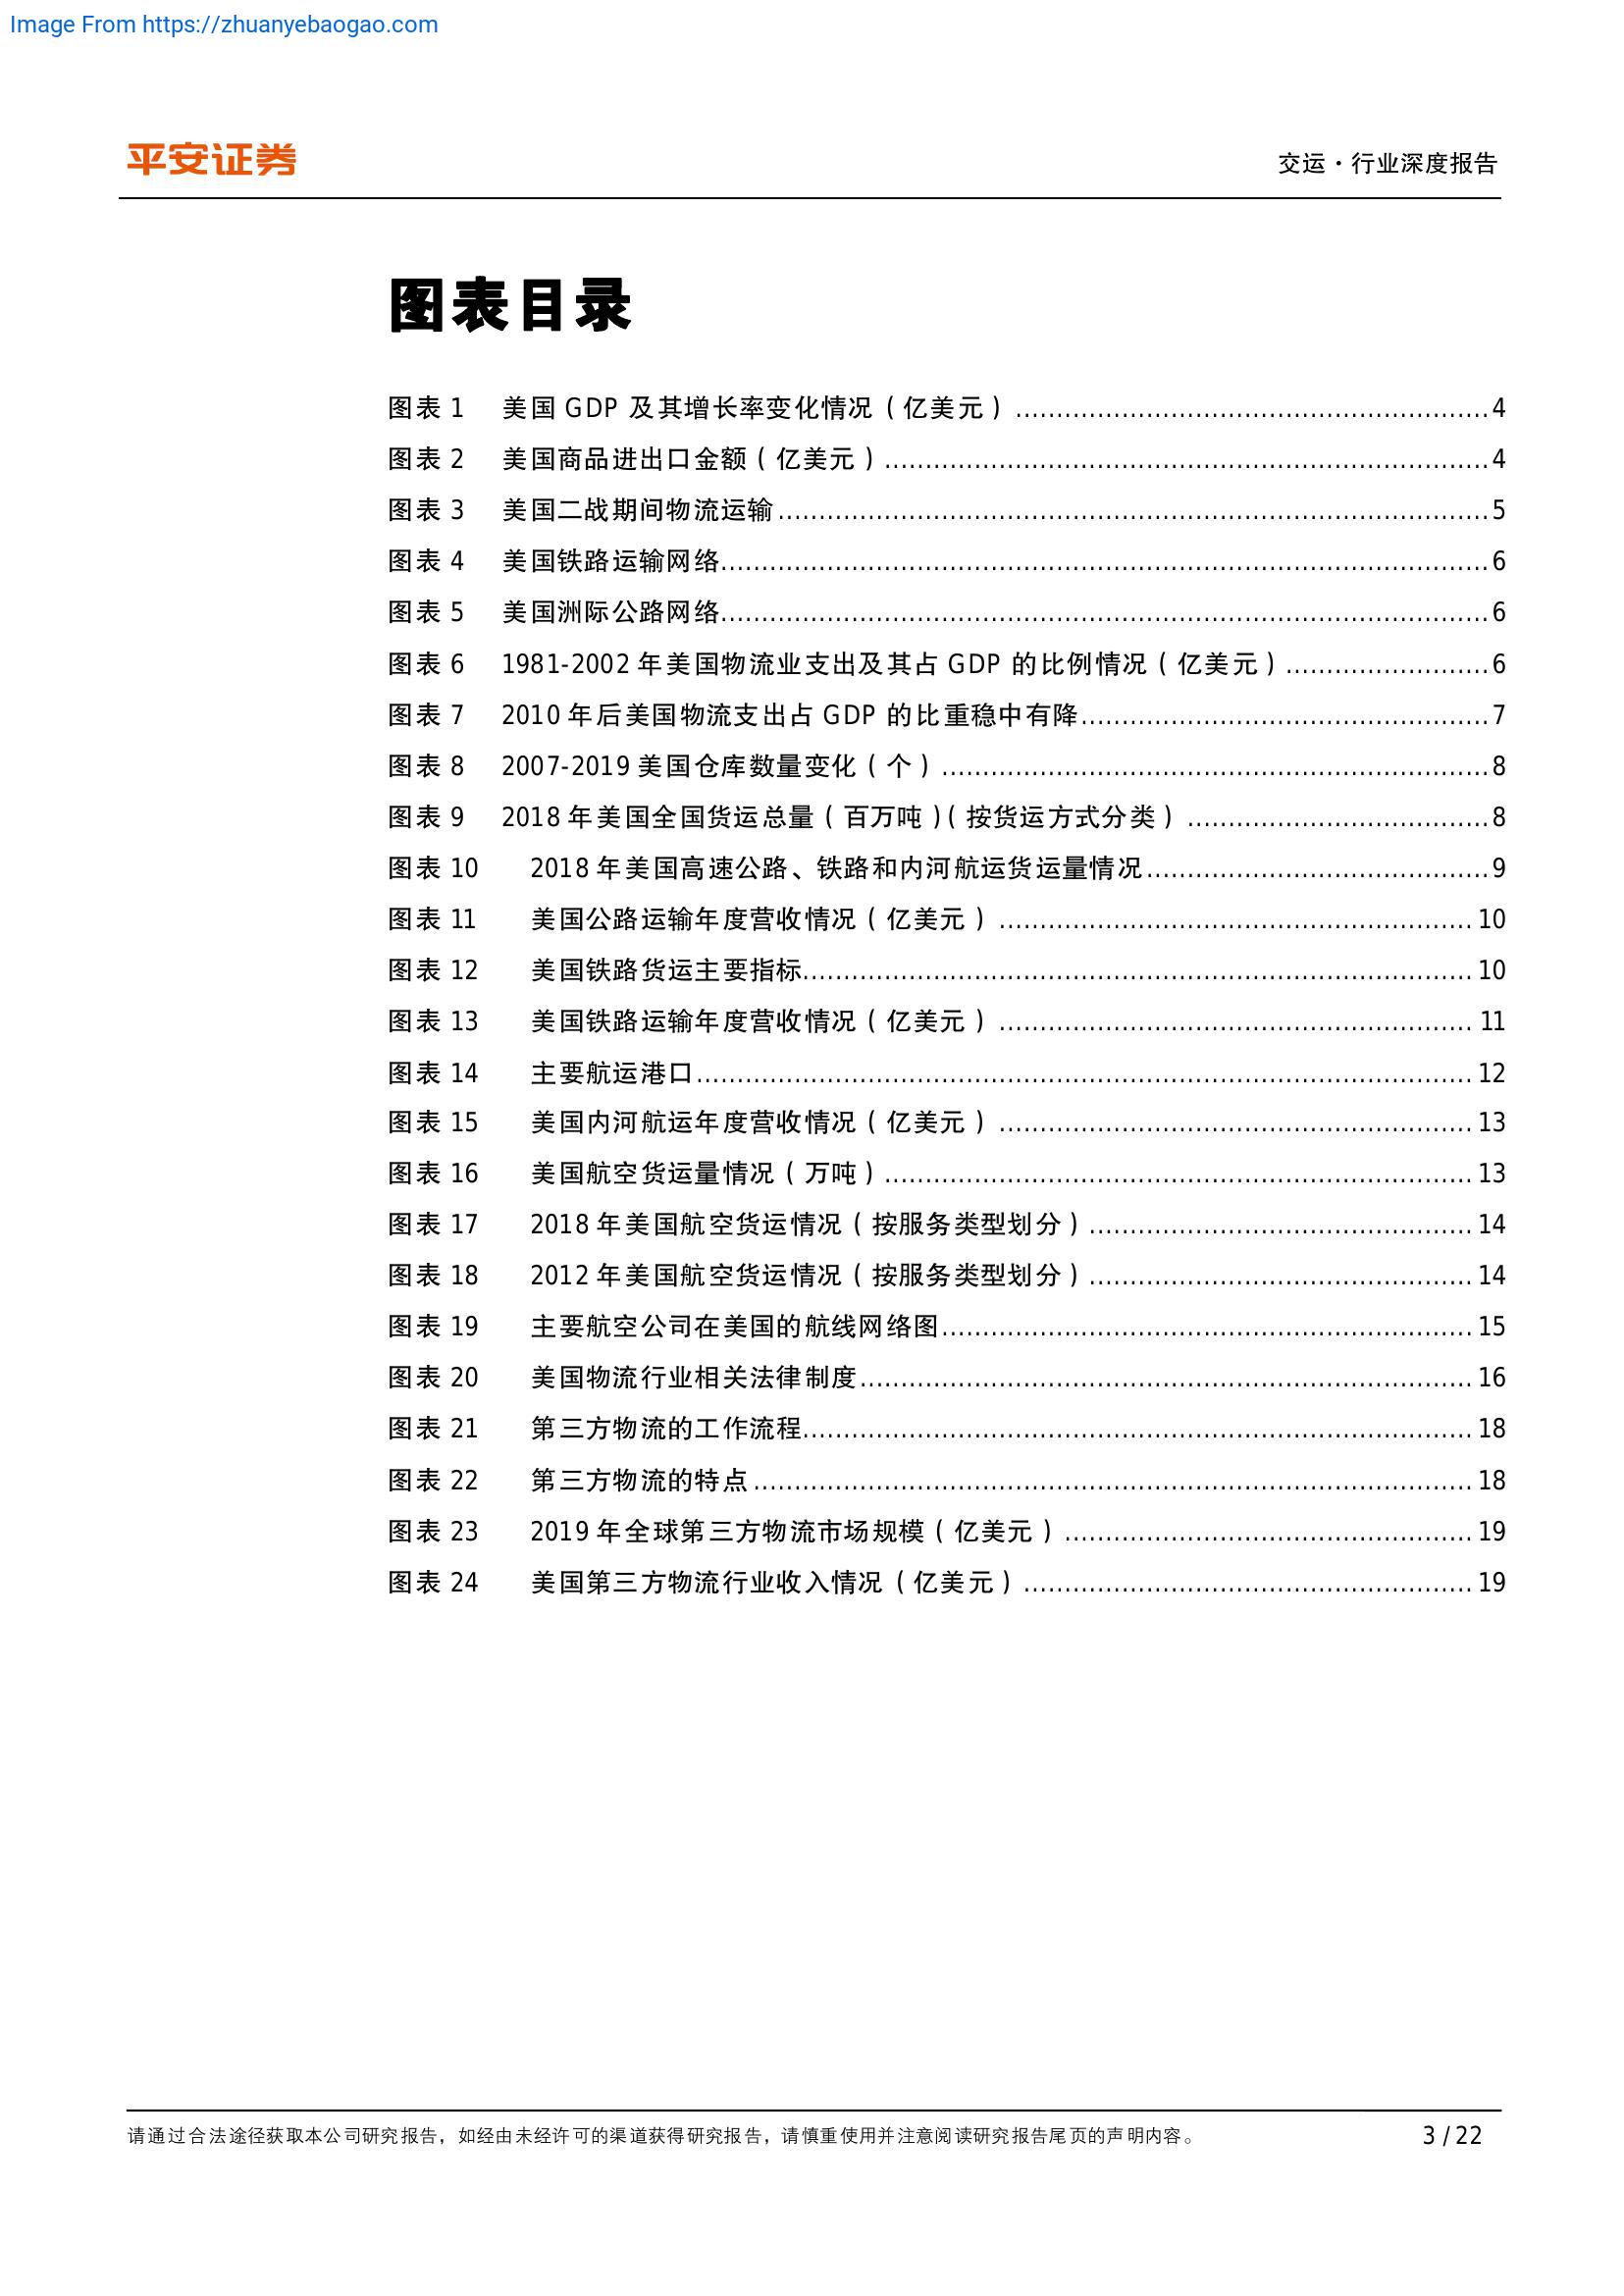 Image From https://zhuanyebaogao.com
平安证券
交运·行业深度报告
图表目录
图表 1 美国 GDP 及其增长率变化情况（亿美元）......4
图表 2 美国商品进出口金额（亿美元）......4
图表 3 美国二战期间物流运输......5
图表 4 美国铁路运输网络......6
图表 5 美国洲际公路网络......6
图表 6 1981-2002 年美国物流业支出及其占 GDP 的比例情况（亿美元）......6
图表 7 2010 年后美国物流支出占 GDP 的比重稳中有降......7
图表 8 2007-2019 美国仓库数量变化（个）......8
图表 9 2018 年美国全国货运总量（百万吨）（按货运方式分类）......8
图表 10 2018 年美国高速公路、铁路和内河航运货运量情况......9
图表 11 美国公路运输年度营收情况（亿美元）......10
图表 12 美国铁路货运主要指标......10
图表 13 美国铁路运输年度营收情况（亿美元）......11
图表 14 主要航运港口......12
图表 15 美国内河航运年度营收情况（亿美元）......13
图表 16 美国航空货运量情况（万吨）......13
图表 17 2018 年美国航空货运情况（按服务类型划分）......14
图表 18 2012 年美国航空货运情况（按服务类型划分）......14
图表 19 主要航空公司在美国的航线网络图......15
图表 20 美国物流行业相关法律制度......16
图表 21 第三方物流的工作流程......18
图表 22 第三方物流的特点......18
图表 23 2019 年全球第三方物流市场规模（亿美元）......19
图表 24 美国第三方物流行业收入情况（亿美元）......19
请通过合法途径获取本公司研究报告，如经由未经许可的渠道获得研究报告，请慎重使用并注意阅读研究报告尾页的声明内容。 3 / 22